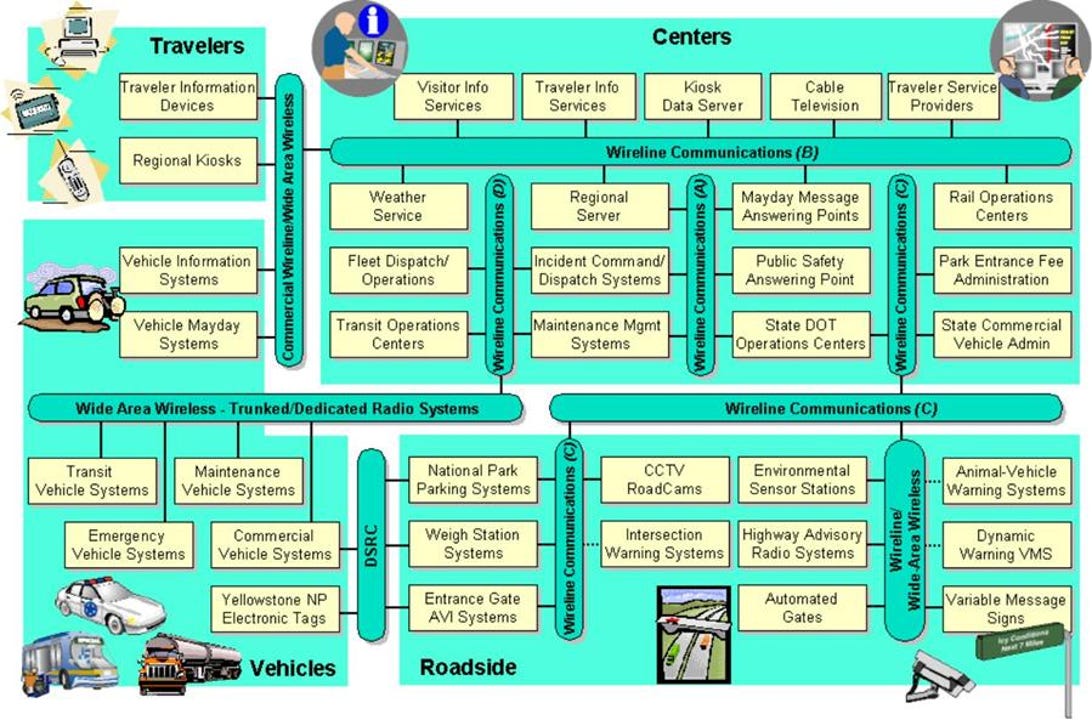 Travelers
Traveler Information
Devices
Regional Kiosks
Commercial Wireline/Wide Area Wireless
Centers
Visitor Info
Services
Traveler Info
Services
Kiosk
Data Server
Cable
Television
Traveler Service
Providers
Wireline Communications (B)
Weather
Service
Regional
Server
Mayday Message
Answering Points
Rail Operations
Centers
Fleet Dispatch/
Operations
Incident Command/
Dispatch Systems
Public Safety
Answering Point
Park Entrance Fee
Administration
Transit Operations
Centers
Maintenance Mgmt
Systems
State DOT
Operations Centers
State Commercial
Vehicle Admin
Wireline Communications (D)
Wireline Communications (A)
Wireline Communications (C)
Vehicle Information
Systems
Vehicle Mayday
Systems
Wide Area Wireless - Trunked/Dedicated Radio Systems
Wireline Communications (C)
Transit
Vehicle Systems
Maintenance
Vehicle Systems
Emergency
Vehicle Systems
Commercial
Vehicle Systems
Yellowstone NP
Electronic Tags
Vehicles
DSRC
National Park
Parking Systems
Weigh Station
Systems
Entrance Gate
AVI Systems
Wireline Communications (C)
CCTV
RoadCams
Intersection
Warning Systems
Environmental
Sensor Stations
Highway Advisory
Radio Systems
Automated
Gates
Wireline/
Wide-Area Wireless
Animal-Vehicle
Warning Systems
Dynamic
Warning VMS
Variable Message
Signs
Roadside
Icy Conditions
Next 7 Miles